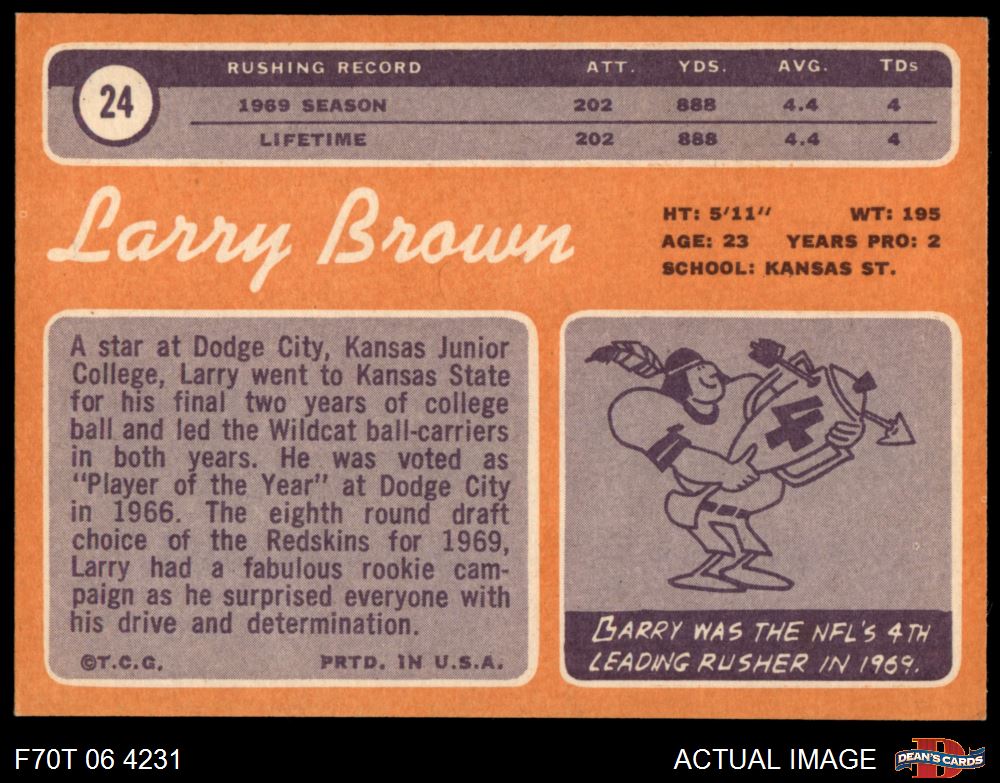 24
RUSHING RECORD ATT. YDS. AVG. TDs
1969 SEASON 202 888 4.4 4
LIFETIME 202 888 4.4 4
Larry Brown
HT: 5'11" WT: 195
AGE: 23 YEARS PRO: 2
SCHOOL: KANSAS ST.
A star at Dodge City, Kansas Junior
College, Larry went to Kansas State
for his final two years of college
ball and led the Wildcat ball-carriers
in both years. He was voted as
"Player of the Year" at Dodge City
in 1966. The eighth round draft
choice of the Redskins for 1969,
Larry had a fabulous rookie cam-
paign as he surprised everyone with
his drive and determination.
©T.C.G. PRTD. IN U.S.A.
4
BARRY WAS THE NFL'S 4TH
LEADING RUSHER IN 1969.
F70T 06 4231
ACTUAL IMAGE
D
DEAN'S CARDS